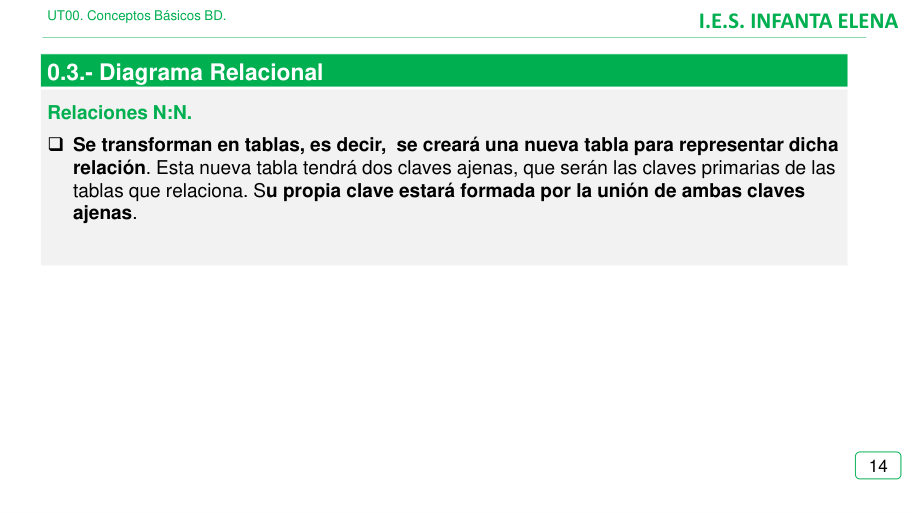 UT00. Conceptos Básicos BD.
I.E.S. INFANTA ELENA
0.3.- Diagrama Relacional
Relaciones N:N.
❑ Se transforman en tablas, es decir,  se creará una nueva tabla para representar dicha
relación. Esta nueva tabla tendrá dos claves ajenas, que serán las claves primarias de las
tablas que relaciona. Su propia clave estará formada por la unión de ambas claves
ajenas.
14